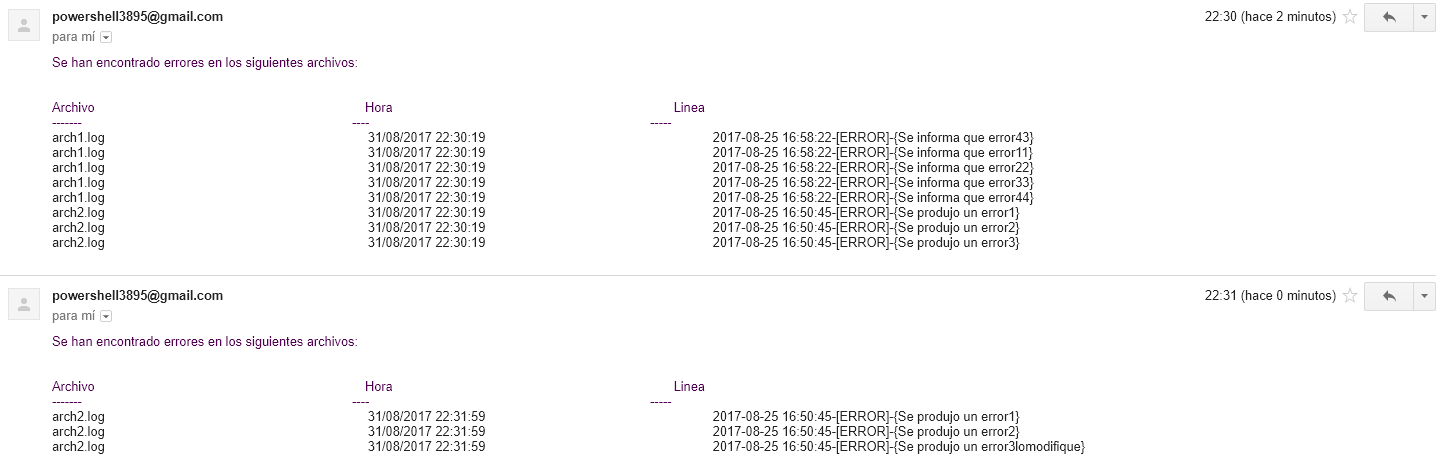 powershell3895@gmail.com 22:30 (hace 2 minutos)
para mí
Se han encontrado errores en los siguientes archivos:
Archivo Hora Linea
------- ---- -----
arch1.log 31/08/2017 22:30:19 2017-08-25 16:58:22-[ERROR]-{Se informa que error43}
arch1.log 31/08/2017 22:30:19 2017-08-25 16:58:22-[ERROR]-{Se informa que error11}
arch1.log 31/08/2017 22:30:19 2017-08-25 16:58:22-[ERROR]-{Se informa que error22}
arch1.log 31/08/2017 22:30:19 2017-08-25 16:58:22-[ERROR]-{Se informa que error33}
arch1.log 31/08/2017 22:30:19 2017-08-25 16:58:22-[ERROR]-{Se informa que error44}
arch2.log 31/08/2017 22:30:19 2017-08-25 16:50:45-[ERROR]-{Se produjo un error1}
arch2.log 31/08/2017 22:30:19 2017-08-25 16:50:45-[ERROR]-{Se produjo un error2}
arch2.log 31/08/2017 22:30:19 2017-08-25 16:50:45-[ERROR]-{Se produjo un error3}
powershell3895@gmail.com 22:31 (hace 0 minutos)
para mí
Se han encontrado errores en los siguientes archivos:
Archivo Hora Linea
------- ---- -----
arch2.log 31/08/2017 22:31:59 2017-08-25 16:50:45-[ERROR]-{Se produjo un error1}
arch2.log 31/08/2017 22:31:59 2017-08-25 16:50:45-[ERROR]-{Se produjo un error2}
arch2.log 31/08/2017 22:31:59 2017-08-25 16:50:45-[ERROR]-{Se produjo un error3lomodifique}